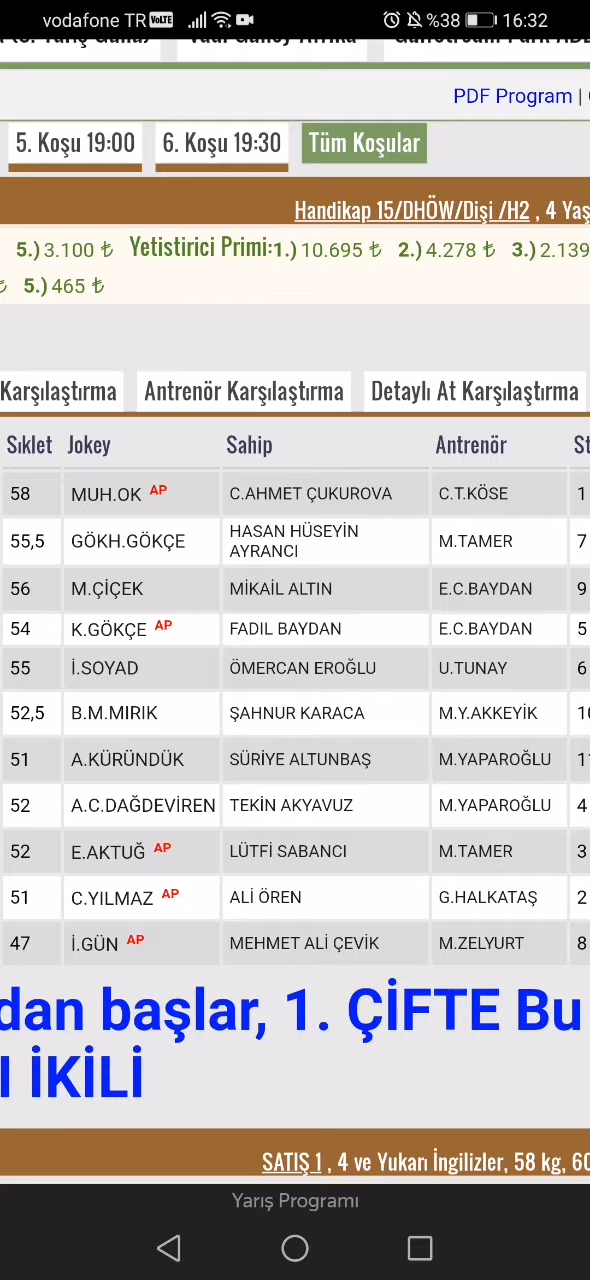 vodafone TR VoLTE %38 16:32
PDF Program |
5. Koşu 19:00 6. Koşu 19:30 Tüm Koşular
Handikap 15/DHÖW/Dişi /H2 , 4 Yaş
5.) 3.100 ₺ Yetistirici Primi:1.) 10.695 ₺ 2.) 4.278 ₺ 3.) 2.139
₺ 5.) 465 ₺
Karşılaştırma Antrenör Karşılaştırma Detaylı At Karşılaştırma
Sıklet Jokey Sahip Antrenör St
58 MUH.OK AP C.AHMET ÇUKUROVA C.T.KÖSE 1
55,5 GÖKH.GÖKÇE HASAN HÜSEYİN AYRANCI M.TAMER 7
56 M.ÇİÇEK MİKAİL ALTIN E.C.BAYDAN 9
54 K.GÖKÇE AP FADIL BAYDAN E.C.BAYDAN 5
55 İ.SOYAD ÖMERCAN EROĞLU U.TUNAY 6
52,5 B.M.MIRIK ŞAHNUR KARACA M.Y.AKKEYİK 10
51 A.KÜRÜNDÜK SÜRİYE ALTUNBAŞ M.YAPAROĞLU 11
52 A.C.DAĞDEVİREN TEKİN AKYAVUZ M.YAPAROĞLU 4
52 E.AKTUĞ AP LÜTFİ SABANCI M.TAMER 3
51 C.YILMAZ AP ALİ ÖREN G.HALKATAŞ 2
47 İ.GÜN AP MEHMET ALİ ÇEVİK M.ZELYURT 8
dan başlar, 1. ÇİFTE Bu
I İKİLİ
SATIŞ 1 , 4 ve Yukarı İngilizler, 58 kg, 60
Yarış Programı